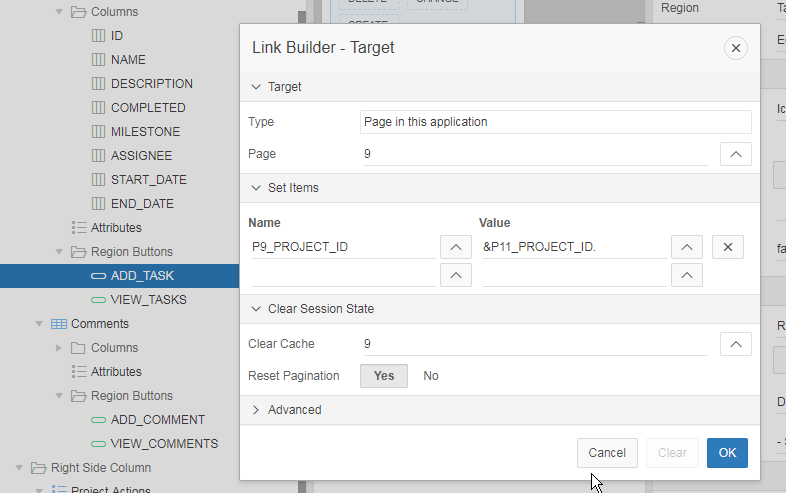 Columns
ID
NAME
DESCRIPTION
COMPLETED
MILESTONE
ASSIGNEE
START_DATE
END_DATE
Attributes
Region Buttons
ADD_TASK
VIEW_TASKS
Comments
Columns
Attributes
Region Buttons
ADD_COMMENT
VIEW_COMMENTS
Right Side Column
Project Actions
DELETE CHANGE
CREATE
Link Builder - Target
Target
Type Page in this application
Page 9
Set Items
Name Value
P9_PROJECT_ID &P11_PROJECT_ID.
Clear Session State
Clear Cache 9
Reset Pagination Yes No
Advanced
Cancel Clear OK
Region